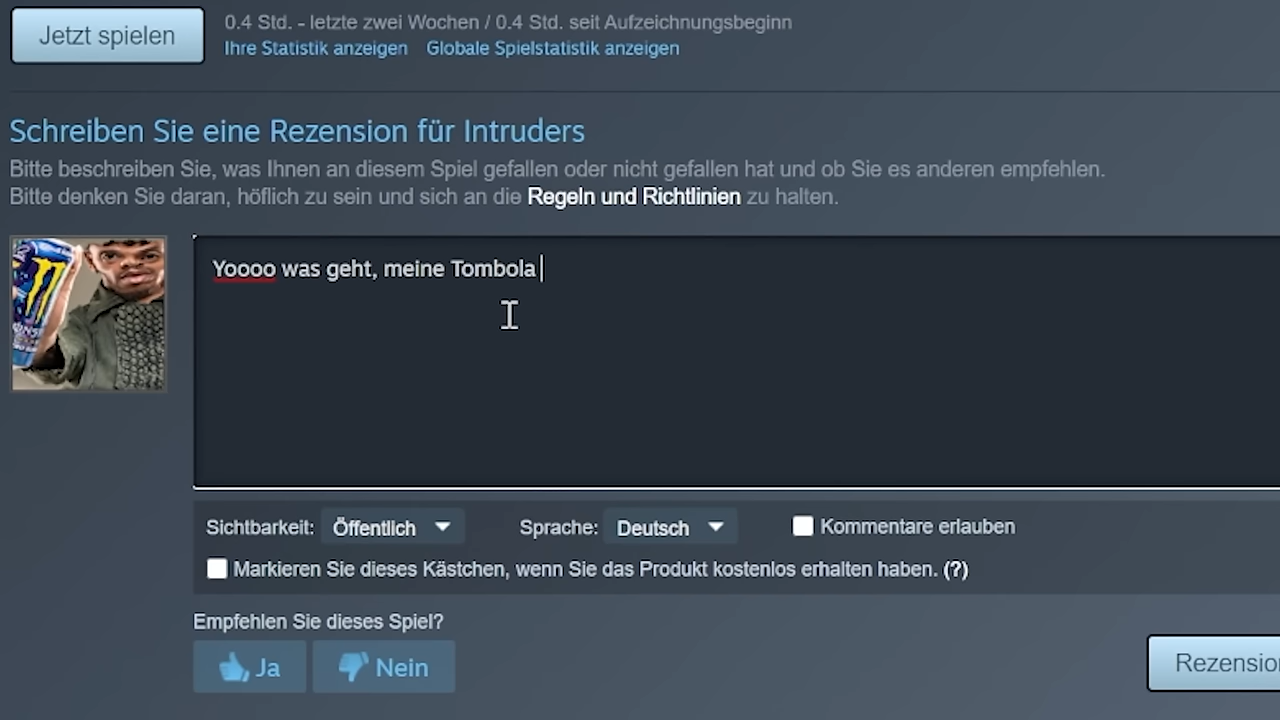 Jetzt spielen
0.4 Std. - letzte zwei Wochen / 0.4 Std. seit Aufzeichnungsbeginn
Ihre Statistik anzeigen Globale Spielstatistik anzeigen
Schreiben Sie eine Rezension für Intruders
Bitte beschreiben Sie, was Ihnen an diesem Spiel gefallen oder nicht gefallen hat und ob Sie es anderen empfehlen.
Bitte denken Sie daran, höflich zu sein und sich an die Regeln und Richtlinien zu halten.
Yoooo was geht, meine Tombola
Sichtbarkeit: Öffentlich Sprache: Deutsch Kommentare erlauben
Markieren Sie dieses Kästchen, wenn Sie das Produkt kostenlos erhalten haben. (?)
Empfehlen Sie dieses Spiel?
Ja Nein
Rezensio